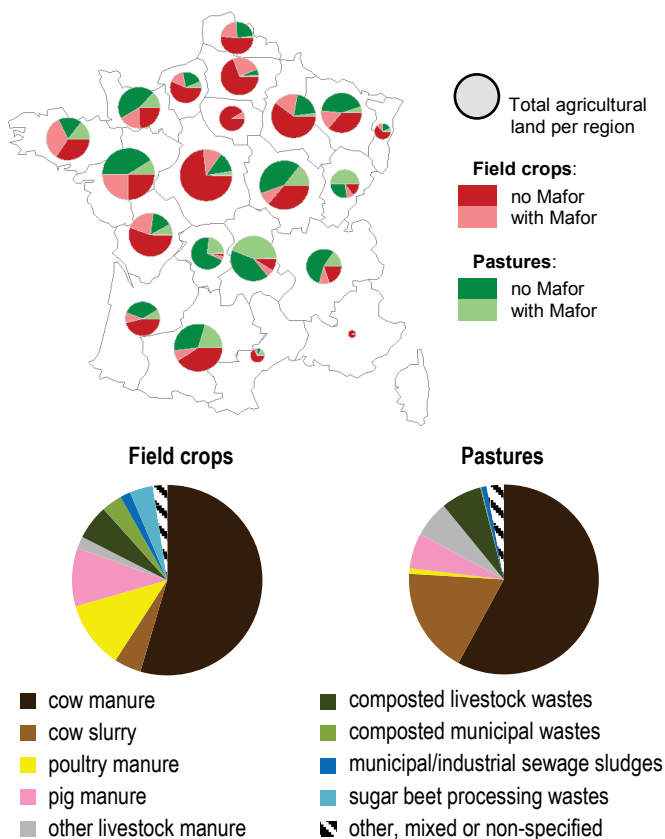 Total agricultural
land per region
Field crops:
no Mafor
with Mafor
Pastures:
no Mafor
with Mafor
Field crops
Pastures
cow manure
cow slurry
poultry manure
pig manure
other livestock manure
composted livestock wastes
composted municipal wastes
municipal/industrial sewage sludges
sugar beet processing wastes
other, mixed or non-specified